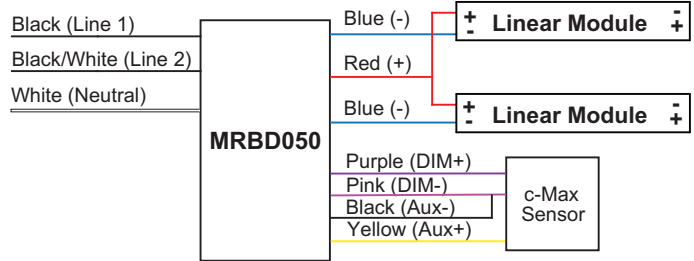 Black (Line 1)
Black/White (Line 2)
White (Neutral)
MRBD050
Blue (-)
Red (+)
Blue (-)
Purple (DIM+)
Pink (DIM-)
Black (Aux-)
Yellow (Aux+)
+ - Linear Module - +
+ - Linear Module - +
c-Max
Sensor